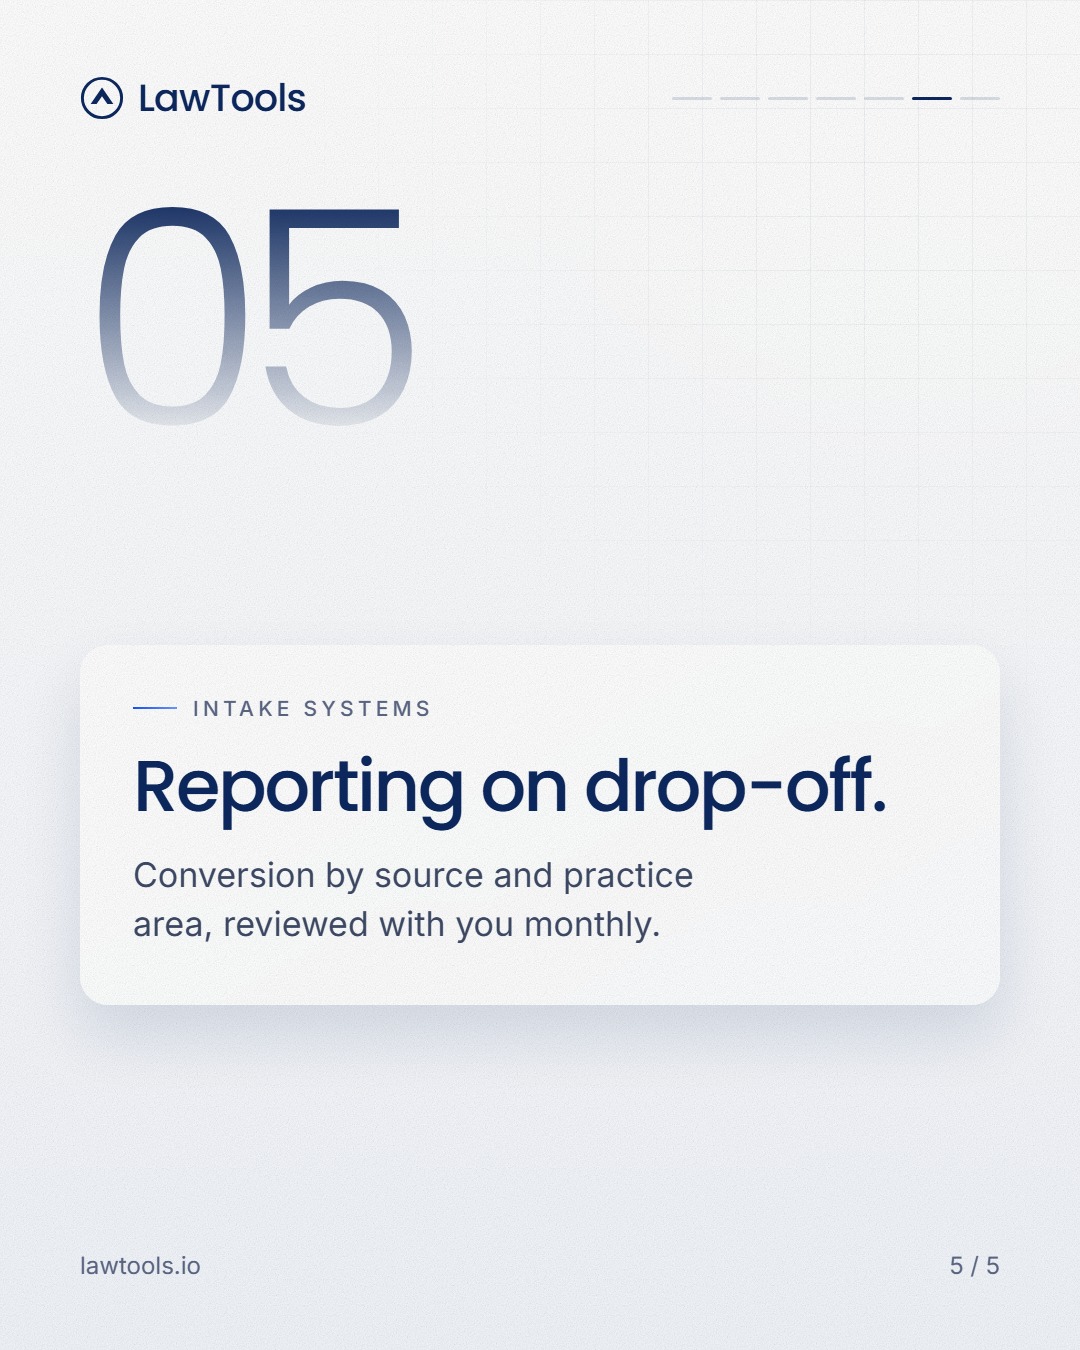 LawTools
05
INTAKE SYSTEMS
Reporting on drop-off.
Conversion by source and practice
area, reviewed with you monthly.
lawtools.io
5 / 5